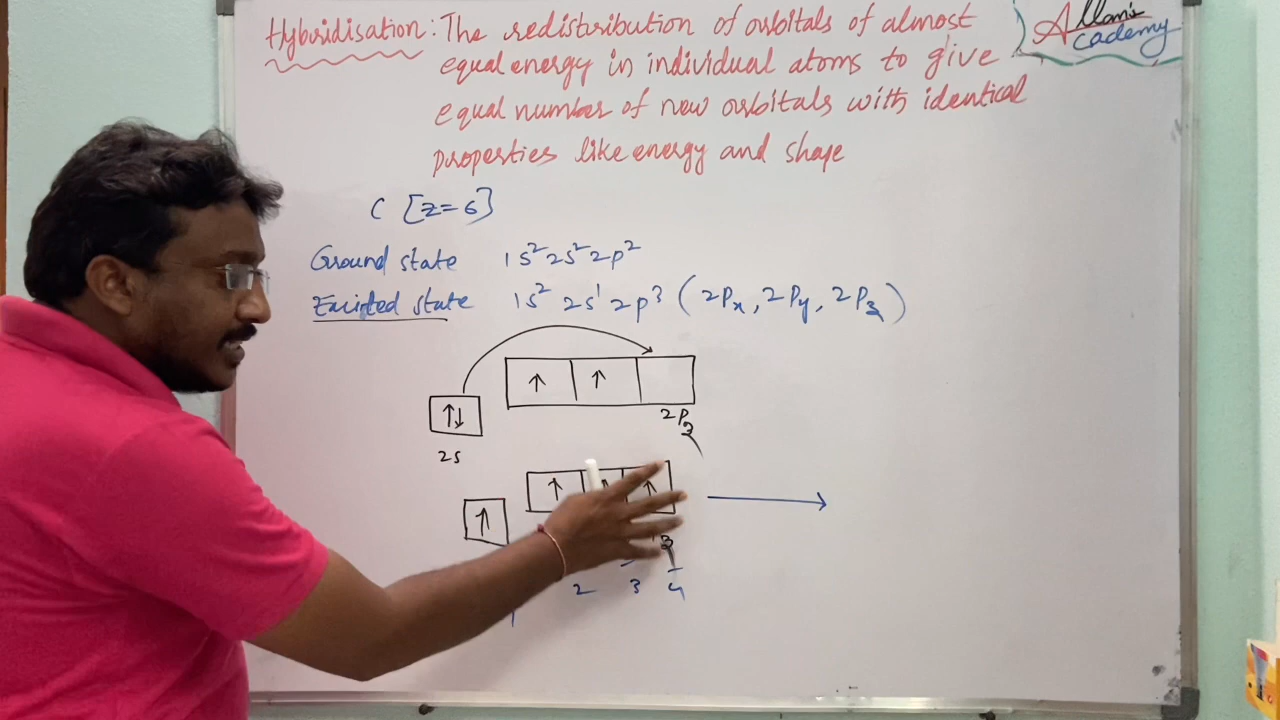 Hybridisation: The redistribution of orbitals of almost
equal energy in individual atoms to give
equal number of new orbitals with identical
properties like energy and shape
Allam's
Academy
C [Z=6]
Ground state 1s² 2s² 2p²
Excited state 1s² 2s¹ 2p³ (2Px, 2Py, 2Pz)
↑ ↑
↑↓
2Pz
2s
↑ ↑ ↑
↑
1 2 3 4